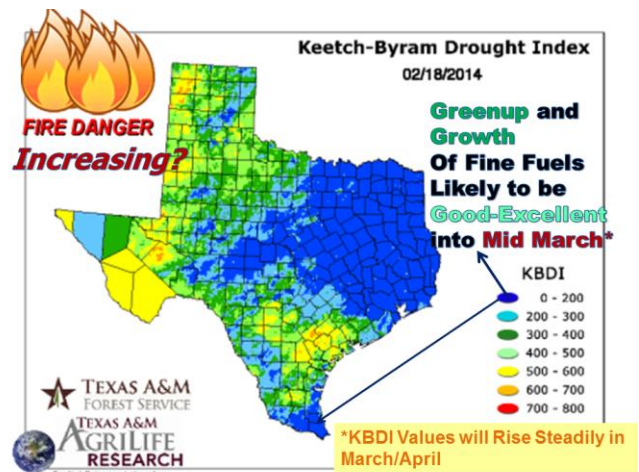 Keetch-Byram Drought Index
02/18/2014
FIRE DANGER
Increasing?
Greenup and
Growth
Of Fine Fuels
Likely to be
Good-Excellent
into Mid March*
KBDI
0 - 200
200 - 300
300 - 400
400 - 500
500 - 600
600 - 700
700 - 800
TEXAS A&M
FOREST SERVICE
TEXAS A&M
AGRILIFE
RESEARCH
*KBDI Values will Rise Steadily in
March/April